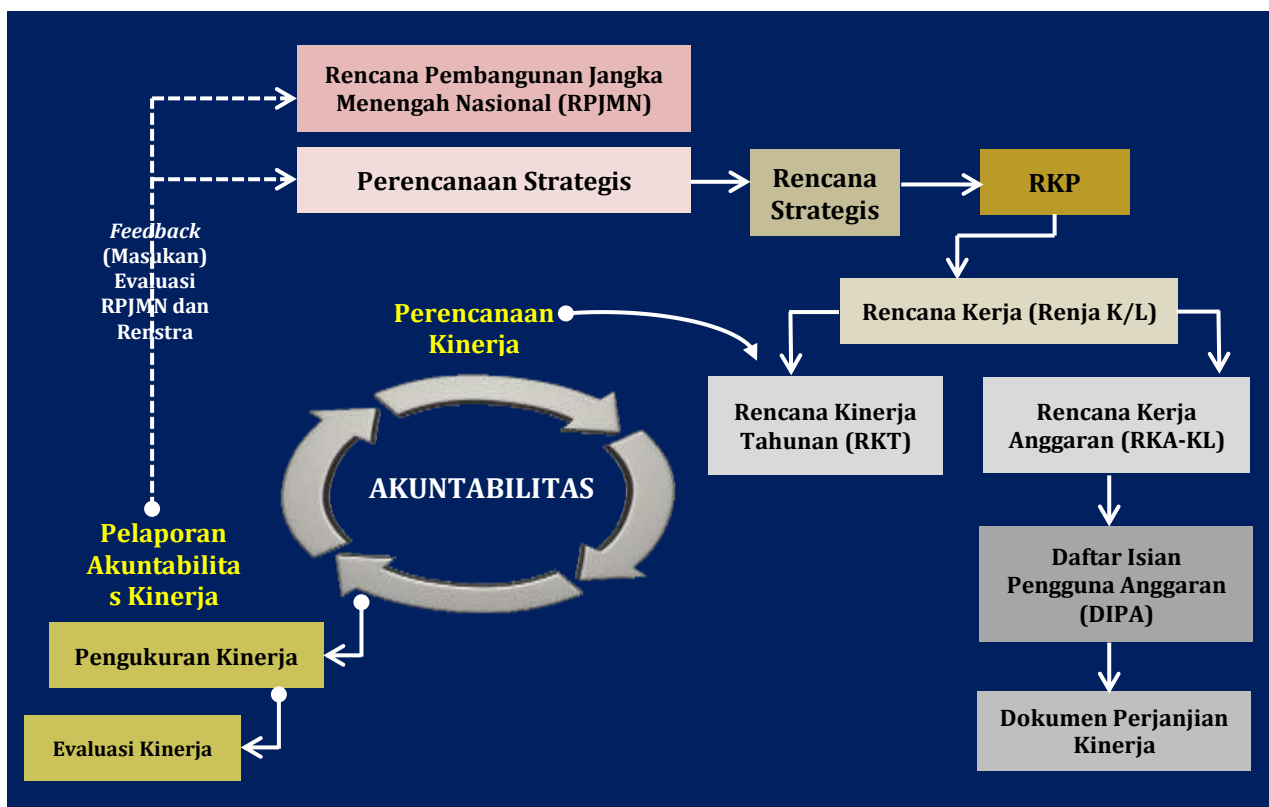 Rencana Pembangunan Jangka
Menengah Nasional (RPJMN)
Perencanaan Strategis
Rencana
Strategis
RKP
Feedback
(Masukan)
Evaluasi
RPJMN dan
Renstra
Rencana Kerja (Renja K/L)
Perencanaan
Kinerja
Rencana Kinerja
Tahunan (RKT)
Rencana Kerja
Anggaran (RKA-KL)
AKUNTABILITAS
Pelaporan
Akuntabilita
s Kinerja
Daftar Isian
Pengguna Anggaran
(DIPA)
Pengukuran Kinerja
Evaluasi Kinerja
Dokumen Perjanjian
Kinerja